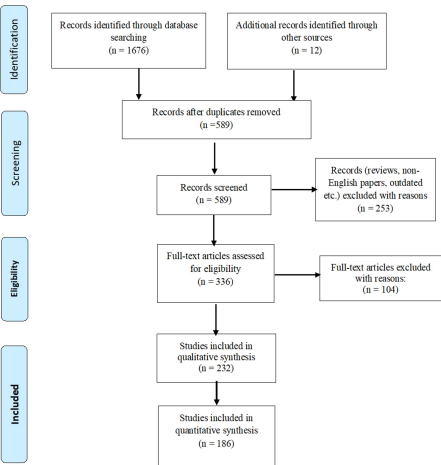 Identification
Records identified through database
searching
(n = 1676)
Additional records identified through
other sources
(n = 12)
Records after duplicates removed
(n =589)
Screening
Records screened
(n = 589)
Records (reviews, non-
English papers, outdated
etc.) excluded with reasons
(n = 253)
Eligibility
Full-text articles assessed
for eligibility
(n = 336)
Full-text articles excluded
with reasons:
(n = 104)
Included
Studies included in
qualitative synthesis
(n = 232)
Studies included in
quantitative synthesis
(n = 186)